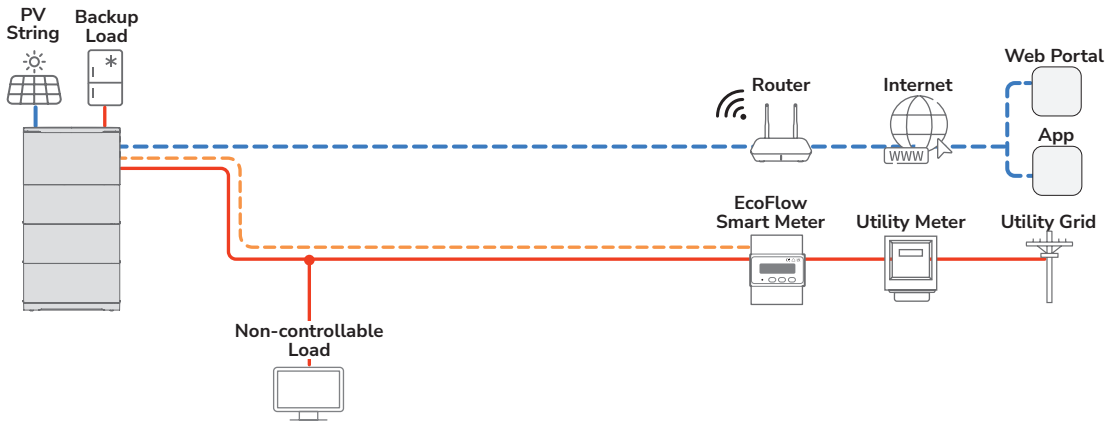 PV
String
Backup
Load
Router
Internet
WWW
Web Portal
App
EcoFlow
Smart Meter
Utility Meter
Utility Grid
Non-controllable
Load